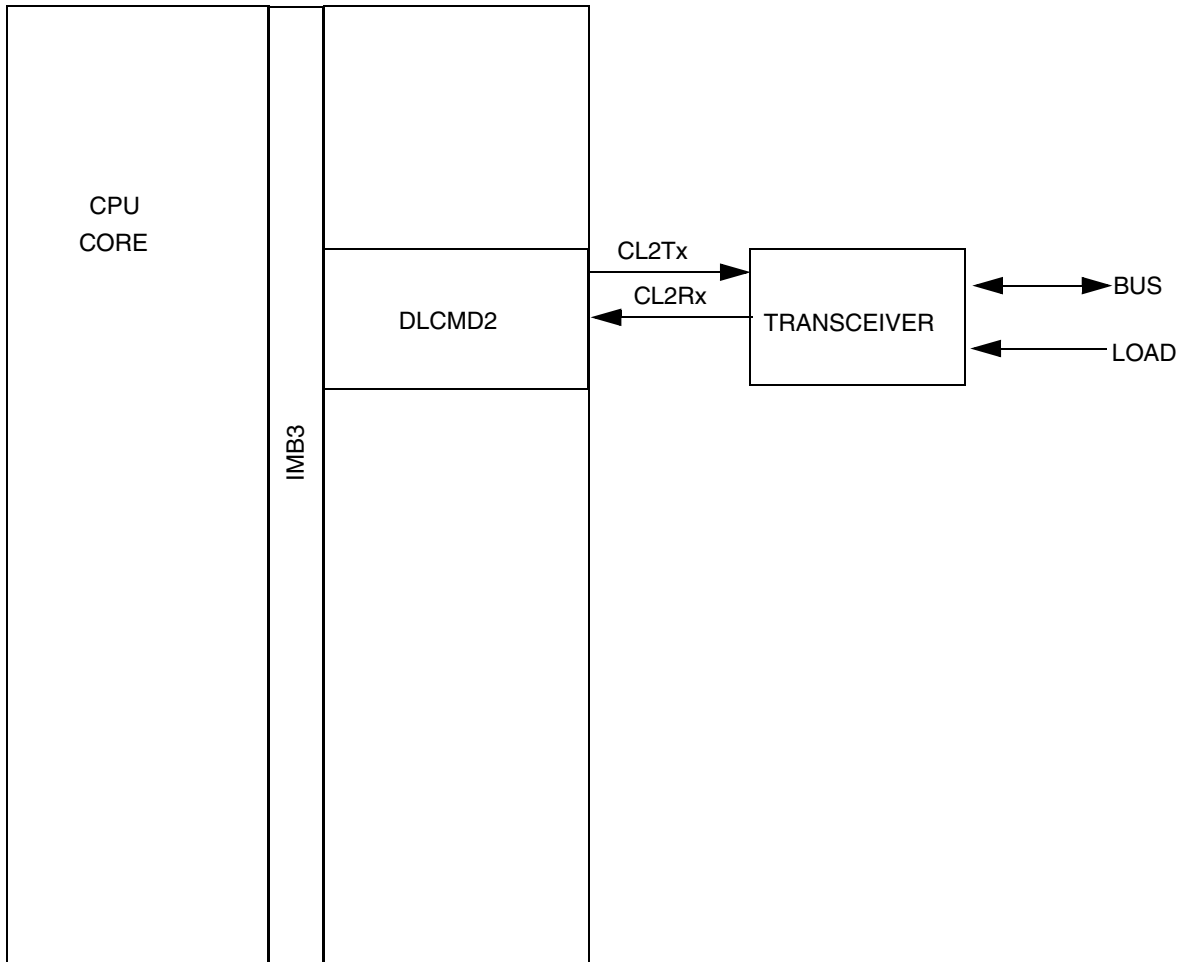 CPU
CORE
CL2Tx
CL2Rx
BUS
DLCMD2
TRANSCEIVER
LOAD
IMB3